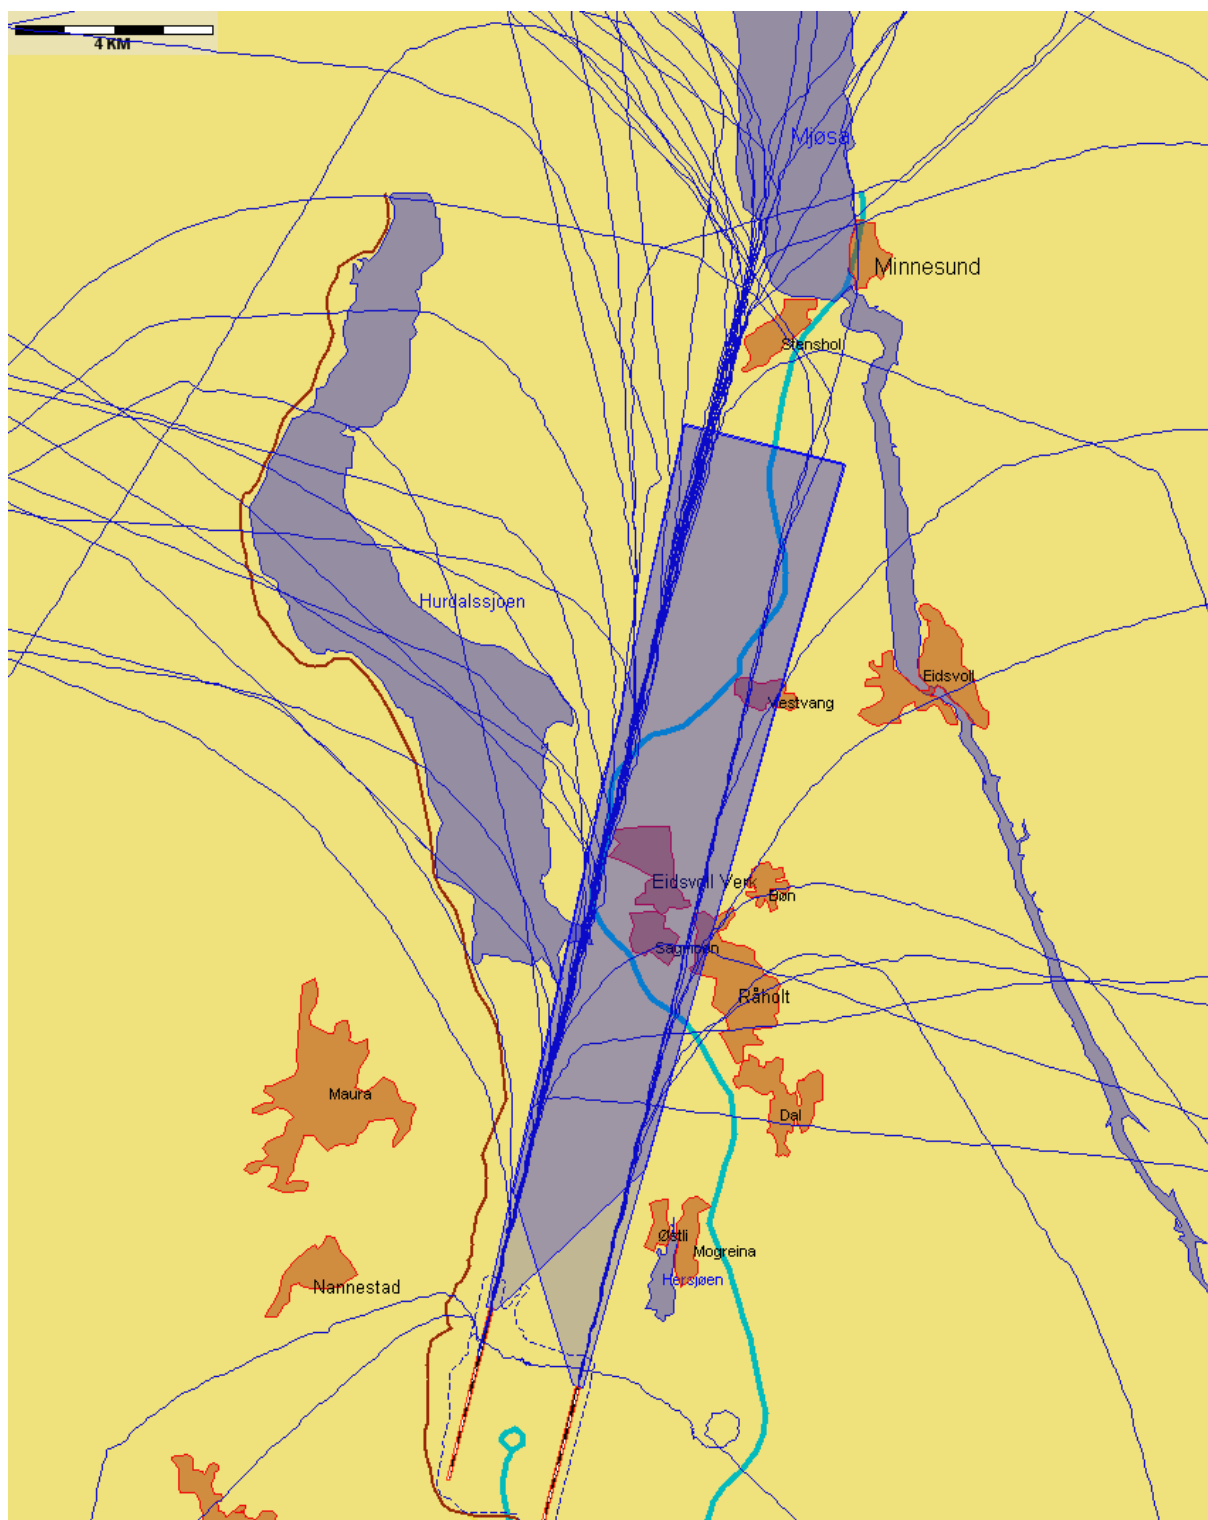 4 KM
Mjøsa
Minnesund
Stenshol
Hurdalssjøen
Eidsvoll
Vestvang
Eidsvoll Verk
Bøn
Sagmoen
Råholt
Maura
Dal
Østli
Mogreina
Hersjøen
Nannestad